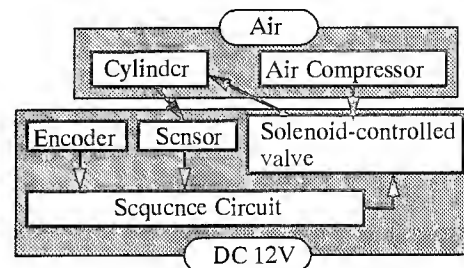 Air
Cylinder
Air Compressor
Encoder
Sensor
Solenoid-controlled
valve
Sequence Circuit
DC 12V